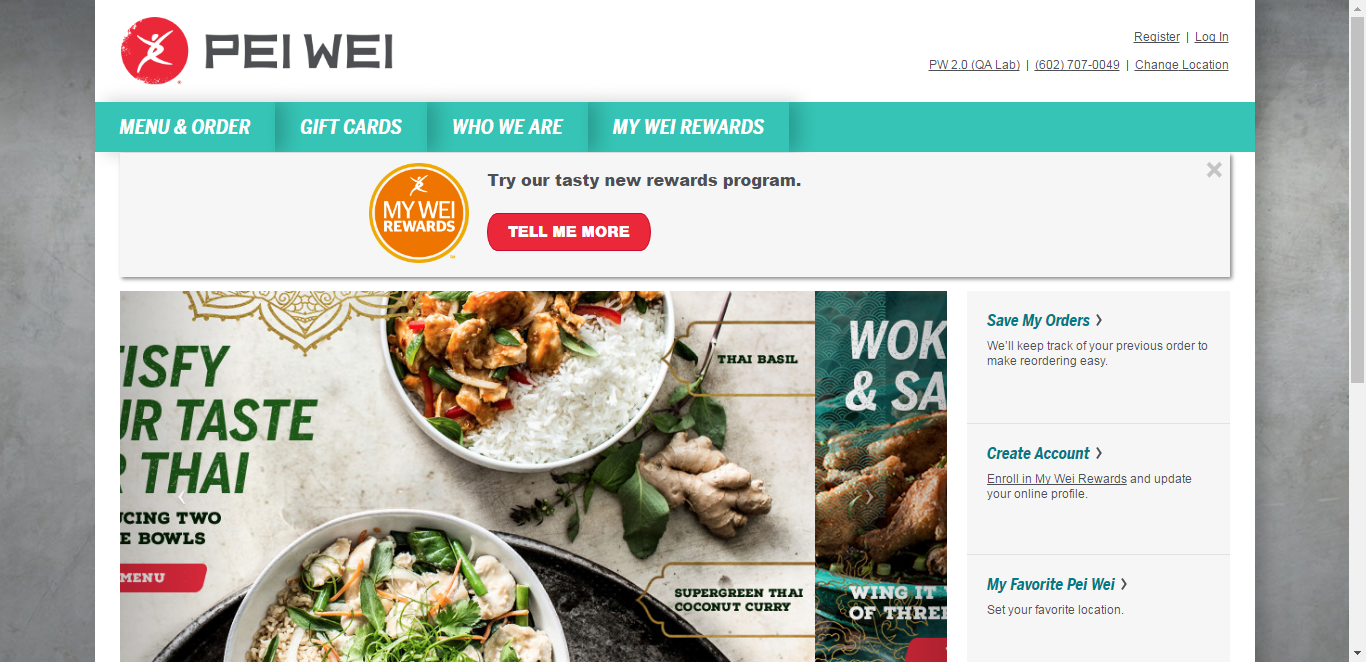 PEI WEI
Register | Log In
PW 2.0 (QA Lab) | (602) 707-0049 | Change Location
MENU & ORDER
GIFT CARDS
WHO WE ARE
MY WEI REWARDS
MY WEI
REWARDS
Try our tasty new rewards program.
TELL ME MORE
ISFY
UR TASTE
R THAI
UCING TWO
E BOWLS
MENU
THAI BASIL
SUPERGREEN THAI
COCONUT CURRY
WOK
& SA
WING IT
OF THREE
Save My Orders >
We'll keep track of your previous order to
make reordering easy.
Create Account >
Enroll in My Wei Rewards and update
your online profile.
My Favorite Pei Wei >
Set your favorite location.